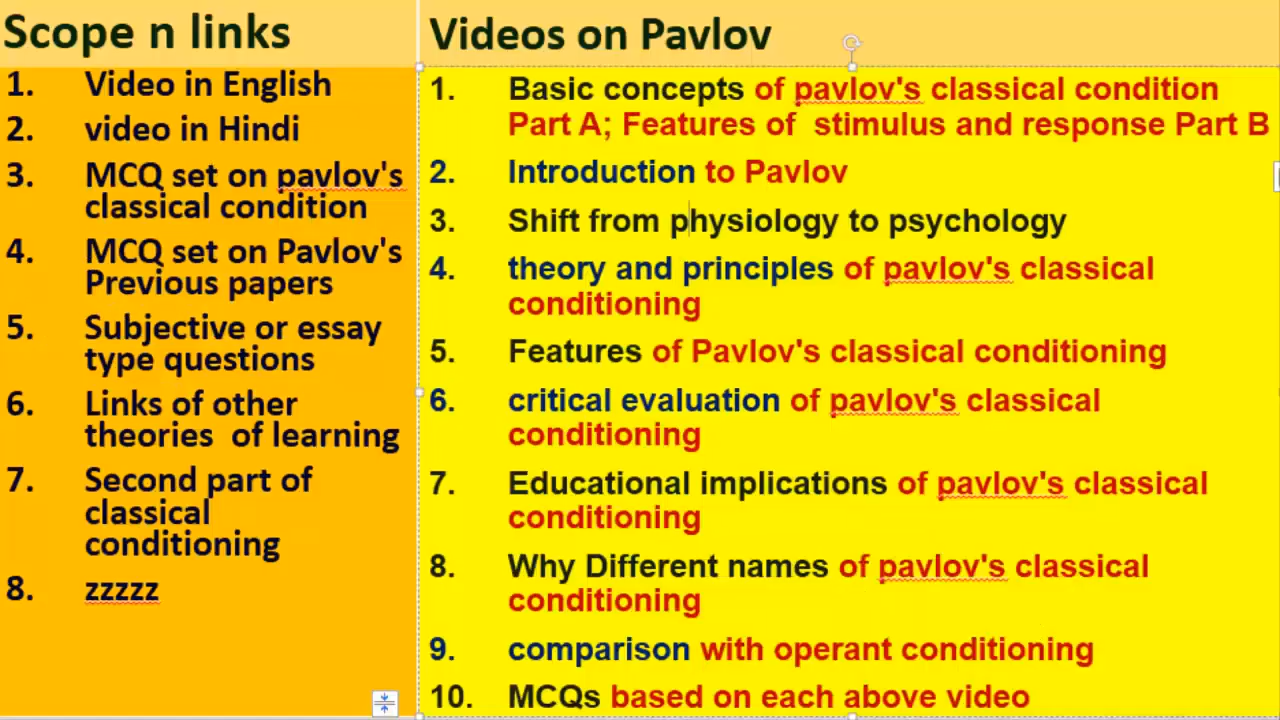 Scope n links
1. Video in English
2. video in Hindi
3. MCQ set on pavlov's
classical condition
4. MCQ set on Pavlov's
Previous papers
5. Subjective or essay
type questions
6. Links of other
theories of learning
7. Second part of
classical
conditioning
8. zzzzz
Videos on Pavlov
1. Basic concepts of pavlov's classical condition
Part A; Features of stimulus and response Part B
2. Introduction to Pavlov
3. Shift from physiology to psychology
4. theory and principles of pavlov's classical
conditioning
5. Features of Pavlov's classical conditioning
6. critical evaluation of pavlov's classical
conditioning
7. Educational implications of pavlov's classical
conditioning
8. Why Different names of pavlov's classical
conditioning
9. comparison with operant conditioning
10. MCQs based on each above video